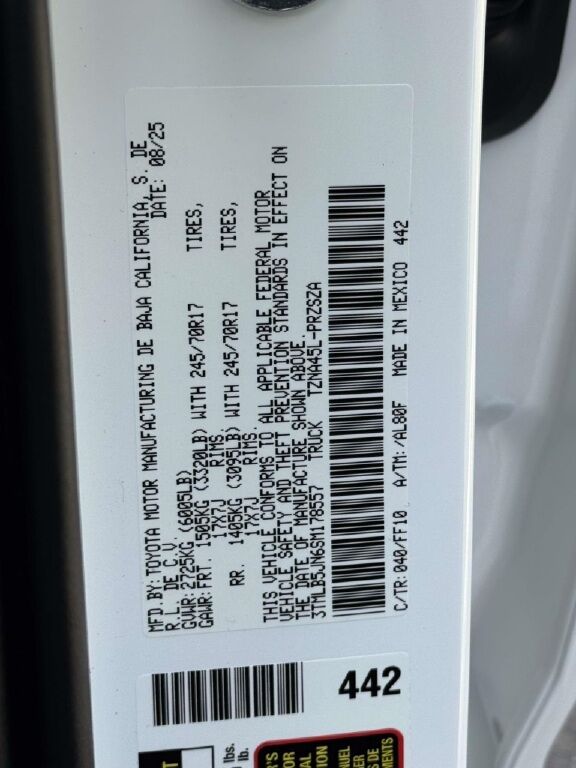 MFD.BY: TOYOTA MOTOR MANUFACTURING DE BAJA CALIFORNIA, S. DE
R.L. DE C.V. DATE: 08/25
GVWR: 2725KG (6005LB)
GAWR: FRT. 1505KG (3320LB) WITH 245/70R17 TIRES,
17X7J RIMS.
RR. 1405KG (3095LB) WITH 245/70R17 TIRES,
17X7J RIMS.
THIS VEHICLE CONFORMS TO ALL APPLICABLE FEDERAL MOTOR
VEHICLE SAFETY AND THEFT PREVENTION STANDARDS IN EFFECT ON
THE DATE OF MANUFACTURE SHOWN ABOVE.
3TMLB5JN6SM178557 TRUCK TZNA45L-PRZSZA
C/TR: 040/FF10 A/TM: /AL80F MADE IN MEXICO 442
442
lbs.
lb.